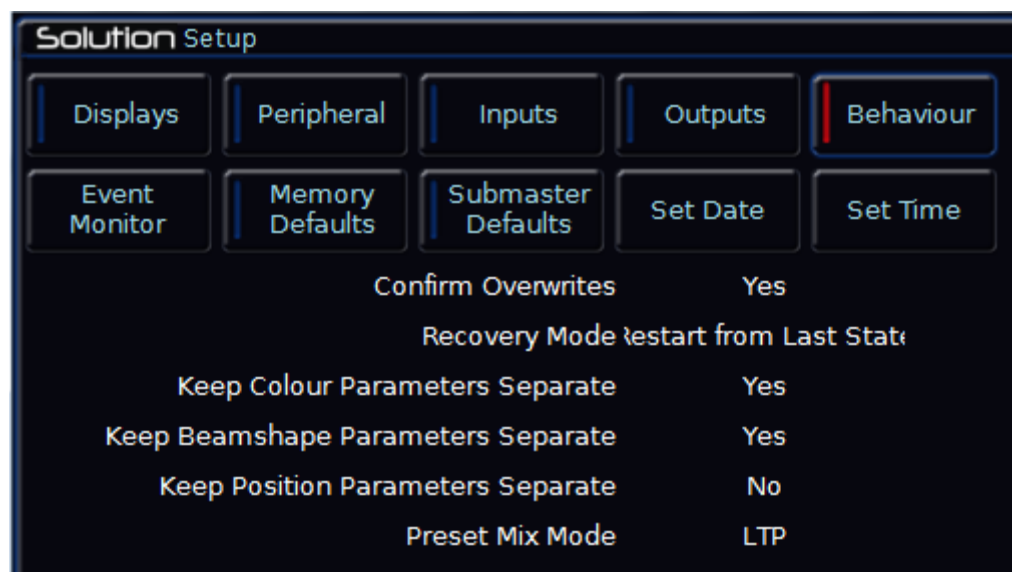 Solution Setup
Displays Peripheral Inputs Outputs Behaviour
Event Monitor Memory Defaults Submaster Defaults Set Date Set Time
Confirm Overwrites Yes
Recovery Mode Restart from Last State
Keep Colour Parameters Separate Yes
Keep Beamshape Parameters Separate Yes
Keep Position Parameters Separate No
Preset Mix Mode LTP